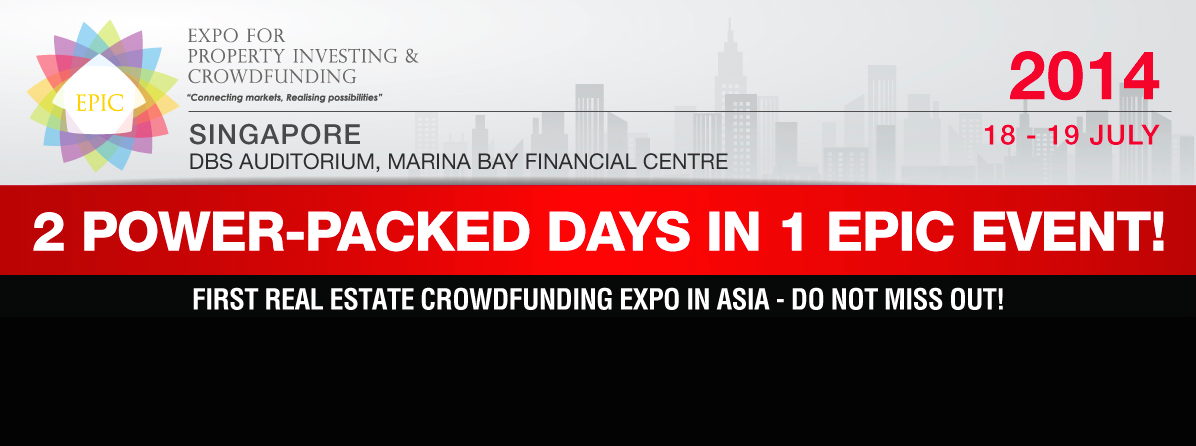 EPIC
EXPO FOR
PROPERTY INVESTING &
CROWDFUNDING
“Connecting markets, Realising possibilities”
SINGAPORE
DBS AUDITORIUM, MARINA BAY FINANCIAL CENTRE
2014
18 - 19 JULY
2 POWER-PACKED DAYS IN 1 EPIC EVENT!
FIRST REAL ESTATE CROWDFUNDING EXPO IN ASIA - DO NOT MISS OUT!